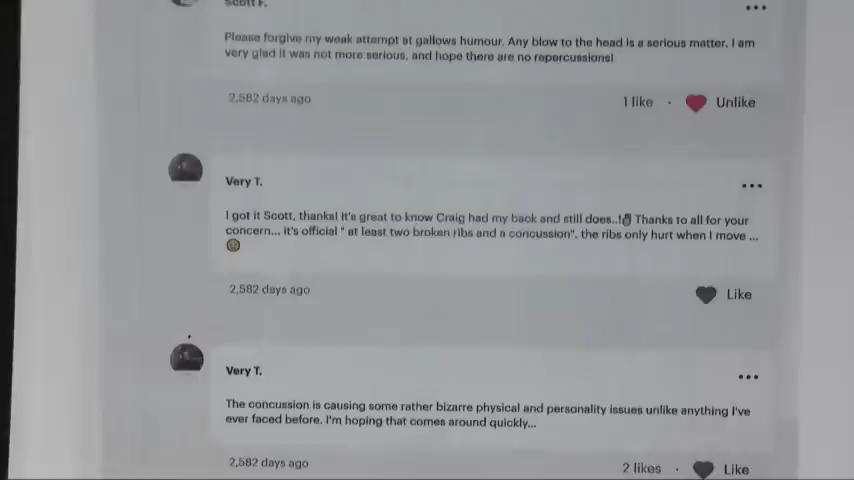 Scott F.
Please forgive my weak attempt at gallows humour. Any blow to the head is a serious matter. I am
very glad it was not more serious, and hope there are no repercussions!
2,582 days ago
1 like · Unlike
Very T.
I got it Scott, thanks! It's great to know Craig had my back and still does..! Thanks to all for your
concern... it's official " at least two broken ribs and a concussion". the ribs only hurt when I move ...
2,582 days ago
Like
Very T.
The concussion is causing some rather bizarre physical and personality issues unlike anything I've
ever faced before. I'm hoping that comes around quickly...
2,582 days ago
2 likes · Like